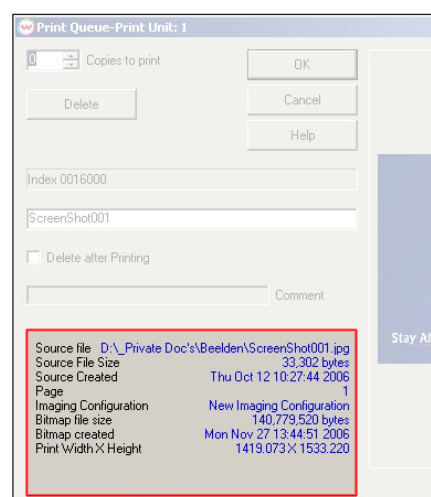 Print Queue-Print Unit: 1
0 Copies to print
OK
Delete
Cancel
Help
Index 0016000
ScreenShot001
Delete after Printing
Comment
Stay
Source file D:\_Private Doc's\Beelden\ScreenShot001.jpg
Source File Size 33,302 bytes
Source Created Thu Oct 12 10:27:44 2006
Page 1
Imaging Configuration New Imaging Configuration
Bitmap file size 140,779,520 bytes
Bitmap created Mon Nov 27 13:44:51 2006
Print Width X Height 1419.073 X 1533.220